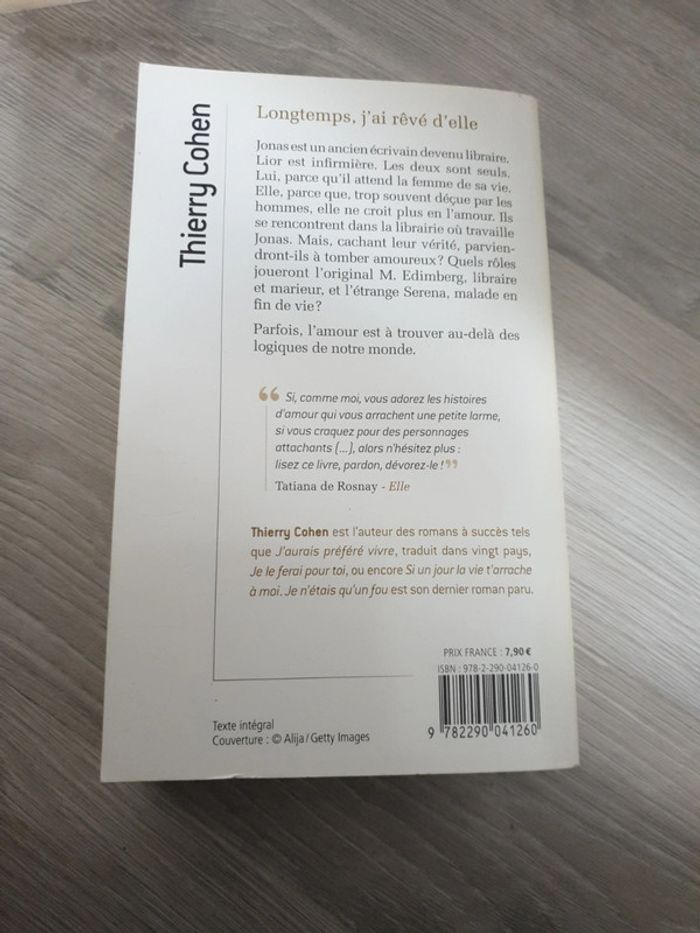 Thierry Cohen
Longtemps, j'ai rêvé d'elle
Jonas est un ancien écrivain devenu libraire.
Lior est infirmière. Les deux sont seuls.
Lui, parce qu'il attend la femme de sa vie.
Elle, parce que, trop souvent déçue par les
hommes, elle ne croit plus en l'amour. Ils
se rencontrent dans la librairie où travaille
Jonas. Mais, cachant leur vérité, parvien-
dront-ils à tomber amoureux ? Quels rôles
joueront l'original M. Edimberg, libraire
et marieur, et l'étrange Serena, malade en
fin de vie ?
Parfois, l'amour est à trouver au-delà des
logiques de notre monde.
“ Si, comme moi, vous adorez les histoires
d'amour qui vous arrachent une petite larme,
si vous craquez pour des personnages
attachants (...), alors n'hésitez plus :
lisez ce livre, pardon, dévorez-le ! ”
Tatiana de Rosnay - Elle
Thierry Cohen est l'auteur des romans à succès tels
que J'aurais préféré vivre, traduit dans vingt pays,
Je le ferai pour toi, ou encore Si un jour la vie t'arrache
à moi. Je n'étais qu'un fou est son dernier roman paru.
PRIX FRANCE : 7,90 €
ISBN : 978-2-290-04126-0
9 782290 041260
Texte intégral
Couverture : © Alija / Getty Images